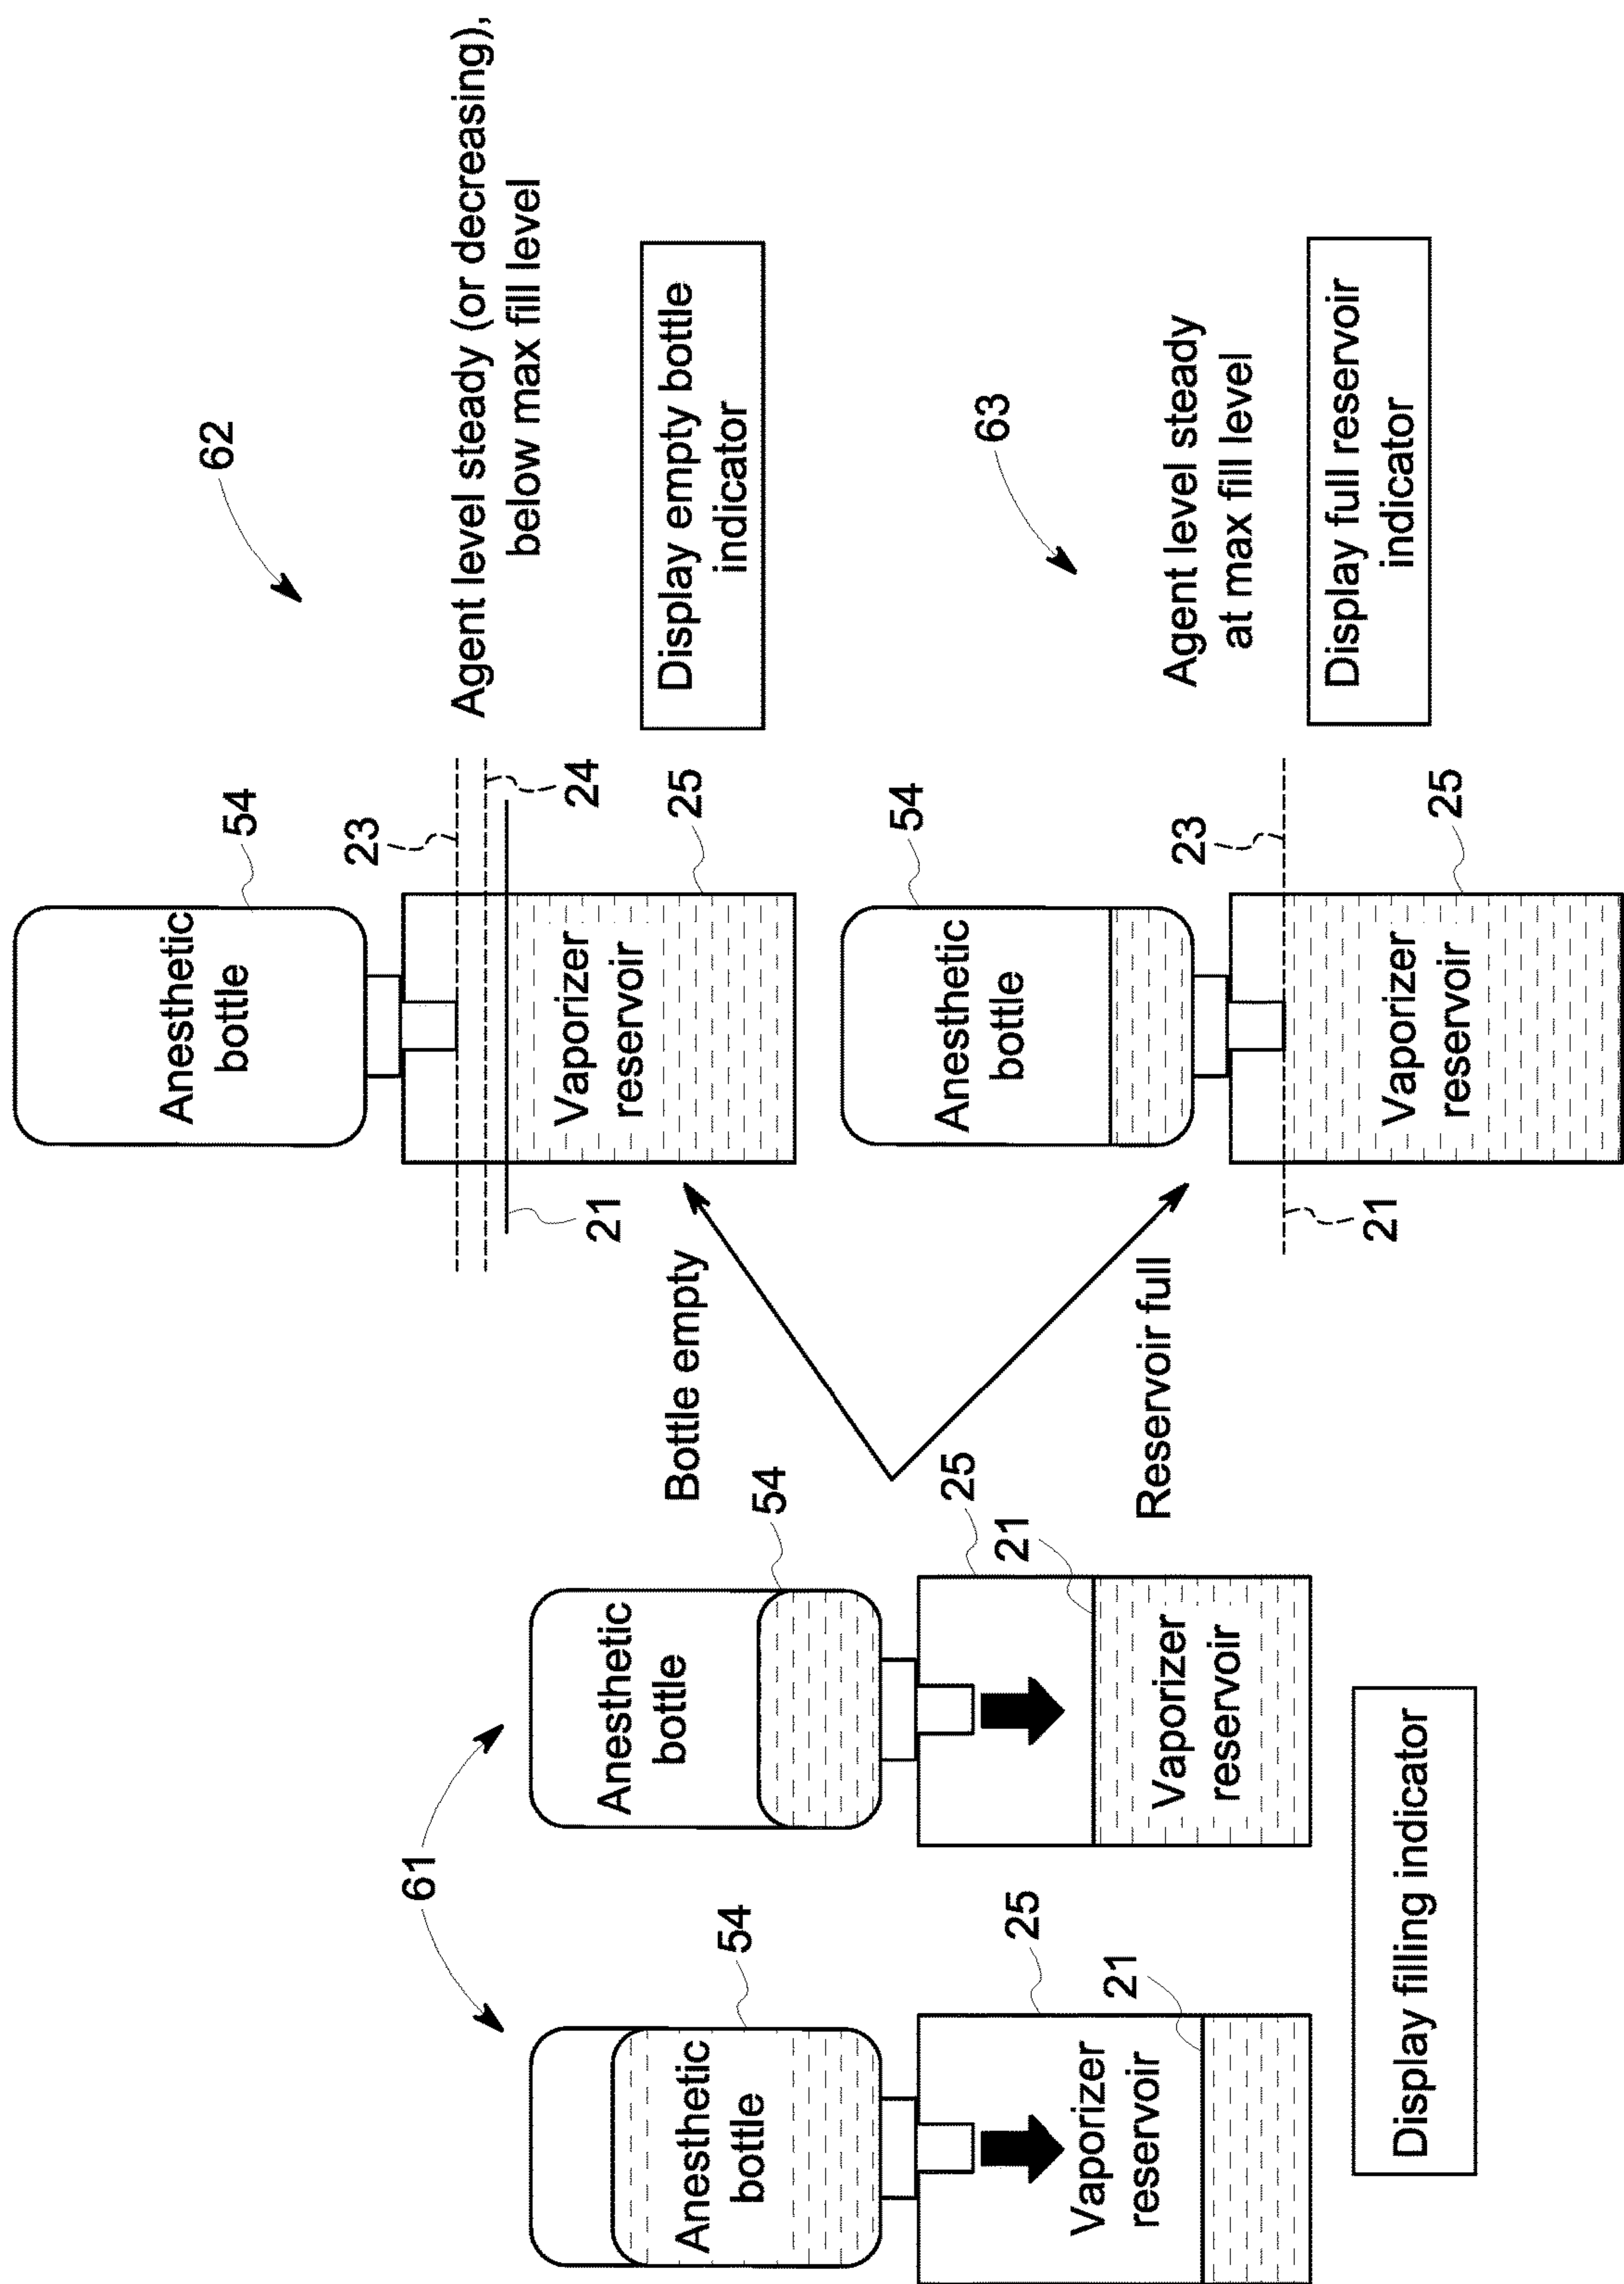 61
Anesthetic
bottle
54
Vaporizer
reservoir
25
21
Anesthetic
bottle
54
25
21
Vaporizer
reservoir
Display filling indicator
Bottle empty
Reservoir full
62
Anesthetic
bottle
54
23
24
21
Vaporizer
reservoir
25
Agent level steady (or decreasing),
below max fill level
Display empty bottle
indicator
63
Anesthetic
bottle
54
23
21
Vaporizer
reservoir
25
Agent level steady
at max fill level
Display full reservoir
indicator